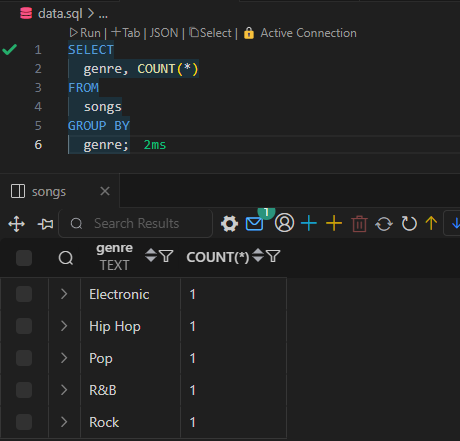 data.sql > ...
Run | +Tab | JSON | Select | Active Connection
1 SELECT
2 genre, COUNT(*)
3 FROM
4 songs
5 GROUP BY
6 genre; 2ms
songs
Search Results 1
genre COUNT(*)
TEXT
Electronic 1
Hip Hop 1
Pop 1
R&B 1
Rock 1